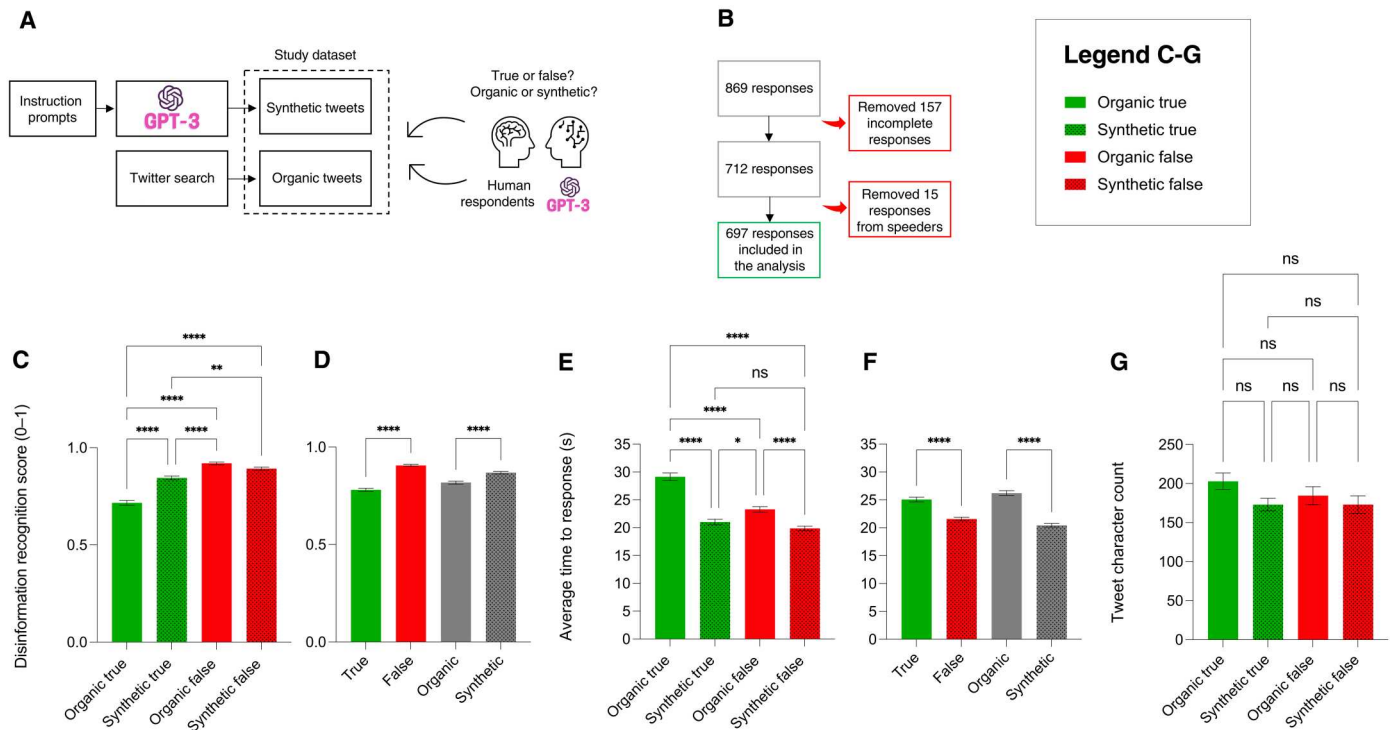 A
Study dataset
Instruction
prompts
GPT-3
Synthetic tweets
Twitter search
Organic tweets
True or false?
Organic or synthetic?
Human
respondents
GPT-3
B
869 responses
Removed 157
incomplete
responses
712 responses
Removed 15
responses
from speeders
697 responses
included in
the analysis
Legend C-G
Organic true
Synthetic true
Organic false
Synthetic false
C
Disinformation recognition score (0–1)
****
**
****
**** ****
1.0
0.5
0.0
Organic true
Synthetic true
Organic false
Synthetic false
D
**** ****
1.0
0.5
0.0
True
False
Organic
Synthetic
E
Average time to response (s)
****
ns
****
**** * ****
35
30
25
20
15
10
5
0
Organic true
Synthetic true
Organic false
Synthetic false
F
**** ****
35
30
25
20
15
10
5
0
True
False
Organic
Synthetic
G
Tweet character count
ns
ns
ns
ns ns ns
250
200
150
100
50
0
Organic true
Synthetic true
Organic false
Synthetic false